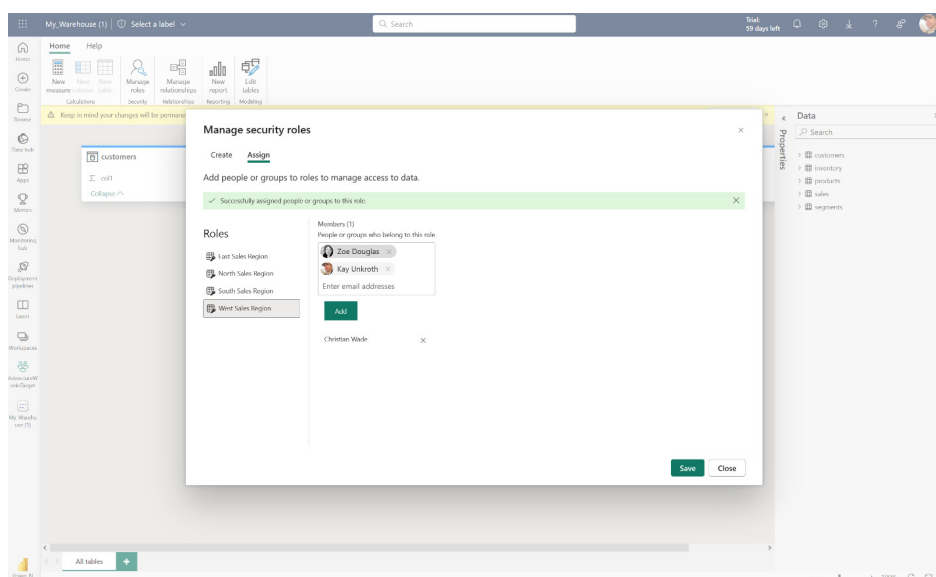 My_Warehouse (1)
Select a label
Search
Trial:
59 days left
Home
Create
Browse
Data hub
Apps
Metrics
Monitoring
hub
Deployment
pipelines
Learn
Workspaces
My Wareho
use (1)
Home Help
New
measure
New
column
New
table
Manage
roles
Manage
relationships
New
report
Edit
tables
Calculations
Security
Relationships
Reporting
Modeling
Keep in mind your changes will be permane
customers
Σ col1
Collapse
Manage security roles
Create Assign
Add people or groups to roles to manage access to data.
Successfully assigned people or groups to this role.
Roles
East Sales Region
North Sales Region
South Sales Region
West Sales Region
Members (1)
People or groups who belong to this role
Zoe Douglas
Kay Unkroth
Enter email addresses
Add
Christian Wade
Save Close
Properties
Data
Search
customers
inventory
products
sales
segments
All tables